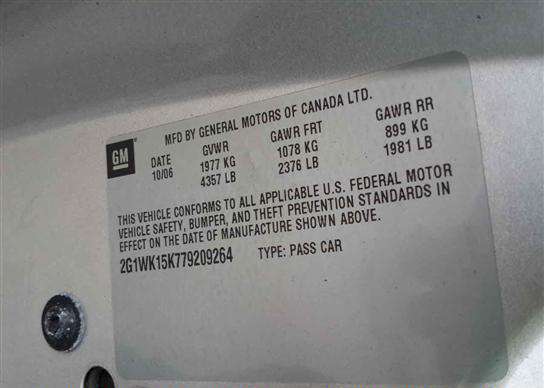 MFD BY GENERAL MOTORS OF CANADA LTD.
GM
DATE GVWR GAWR FRT GAWR RR
10/06 1977 KG 1078 KG 899 KG
4357 LB 2376 LB 1981 LB
THIS VEHICLE CONFORMS TO ALL APPLICABLE U.S. FEDERAL MOTOR
VEHICLE SAFETY, BUMPER, AND THEFT PREVENTION STANDARDS IN
EFFECT ON THE DATE OF MANUFACTURE SHOWN ABOVE.
2G1WK15K779209264 TYPE: PASS CAR